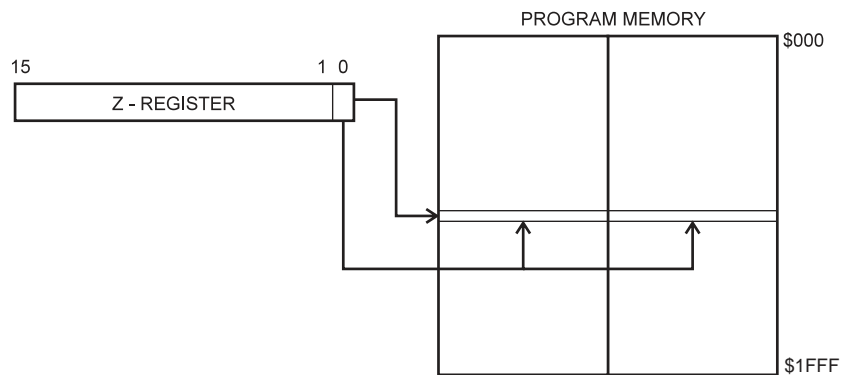 PROGRAM MEMORY
$000
15 1 0
Z - REGISTER
$1FFF